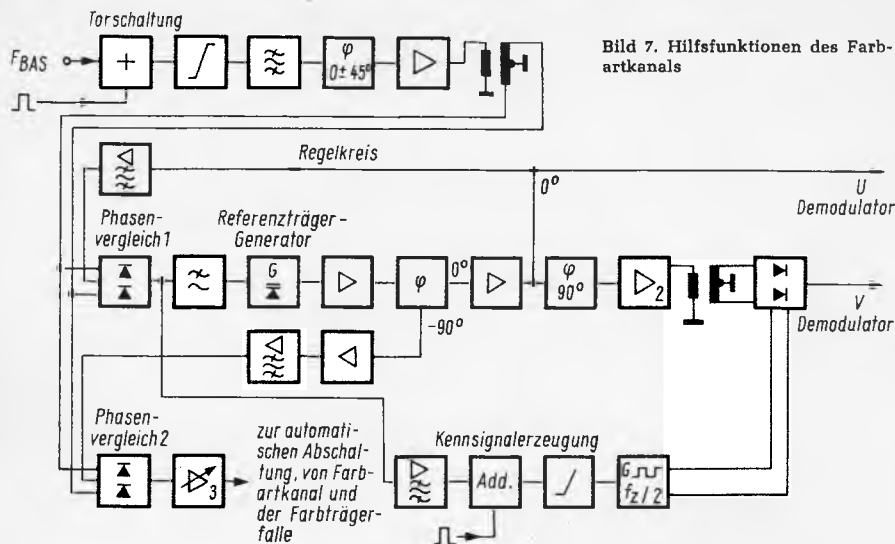 Torschaltung
Bild 7. Hilfsfunktionen des Farb-
artkanals
F_BAS
+
φ
0±45°
Regelkreis
0°
U
Demodulator
Phasen-
vergleich 1
Referenzträger-
Generator
G
φ
0°
-90°
φ
90°
2
V
Demodulator
Phasen-
vergleich 2
3
zur automati-
schen Abschal-
tung, von Farb-
artkanal und
der Farbträger-
falle
Kennsignalerzeugung
Add.
G
f_z/2